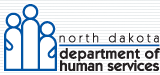 north dakota
department of
human services